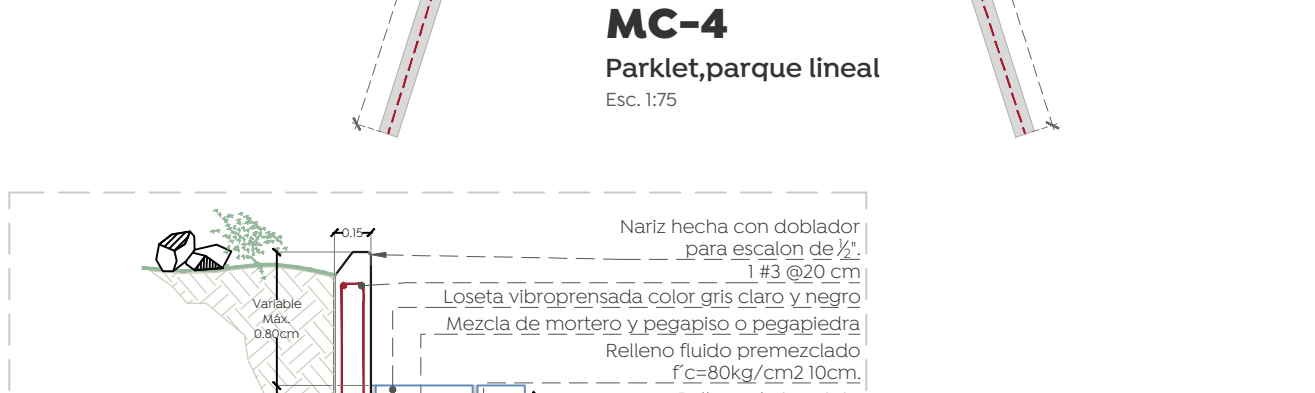 MC-4
Parklet,parque lineal
Esc. 1:75
0.15
Nariz hecha con doblador
para escalon de ½".
1 #3 @20 cm
Loseta vibroprensada color gris claro y negro
Variable
Máx.
0.80cm
Mezcla de mortero y pegapiso o pegapiedra
Relleno fluido premezclado
f´c=80kg/cm2 10cm.